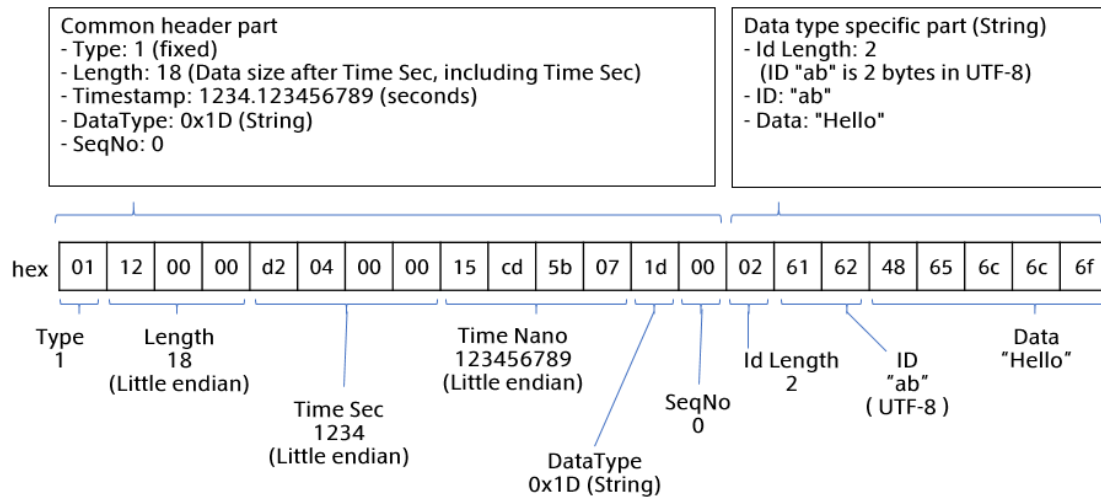 Common header part
- Type: 1 (fixed)
- Length: 18 (Data size after Time Sec, including Time Sec)
- Timestamp: 1234.123456789 (seconds)
- DataType: 0x1D (String)
- SeqNo: 0
Data type specific part (String)
- Id Length: 2
(ID "ab" is 2 bytes in UTF-8)
- ID: "ab"
- Data: "Hello"
hex 01 12 00 00 d2 04 00 00 15 cd 5b 07 1d 00 02 61 62 48 65 6c 6c 6f
Type
1
Length
18
(Little endian)
Time Sec
1234
(Little endian)
Time Nano
123456789
(Little endian)
DataType
0x1D (String)
SeqNo
0
Id Length
2
ID
"ab"
( UTF-8 )
Data
“Hello”